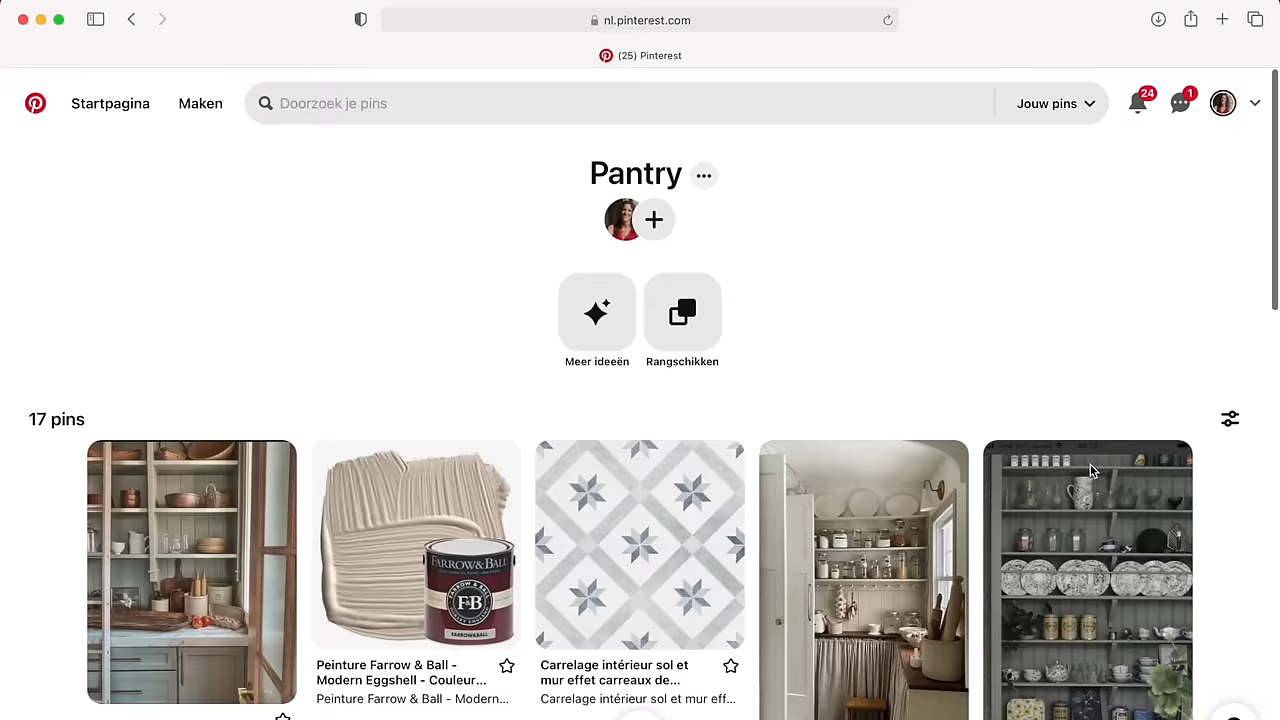 nl.pinterest.com
(25) Pinterest
Startpagina
Maken
Doorzoek je pins
Jouw pins
24
1
Pantry
Meer ideeën
Rangschikken
17 pins
FARROW&BALL
F&B
FARROW&BALL
Peinture Farrow & Ball -
Modern Eggshell - Couleur...
Peinture Farrow & Ball - Modern...
Carrelage intérieur sol et
mur effet carreaux de...
Carrelage intérieur sol et mur eff...